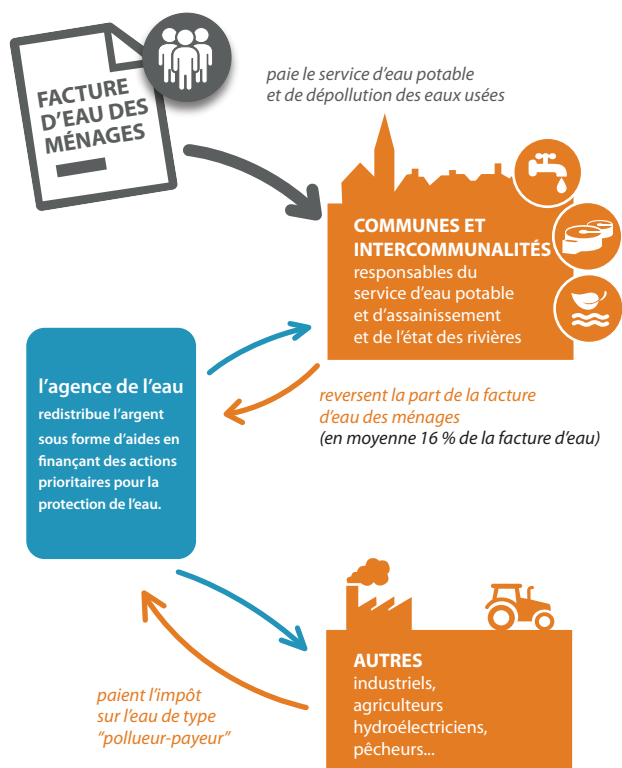 FACTURE
D'EAU DES
MÉNAGES
paie le service d'eau potable
et de dépollution des eaux usées
COMMUNES ET
INTERCOMMUNALITÉS
responsables du
service d'eau potable
et d'assainissement
et de l'état des rivières
l'agence de l'eau
redistribue l'argent
sous forme d'aides en
finançant des actions
prioritaires pour la
protection de l'eau.
reversent la part de la facture
d'eau des ménages
(en moyenne 16 % de la facture d'eau)
paient l'impôt
sur l'eau de type
“pollueur-payeur”
AUTRES
industriels,
agriculteurs
hydroélectriciens,
pêcheurs...